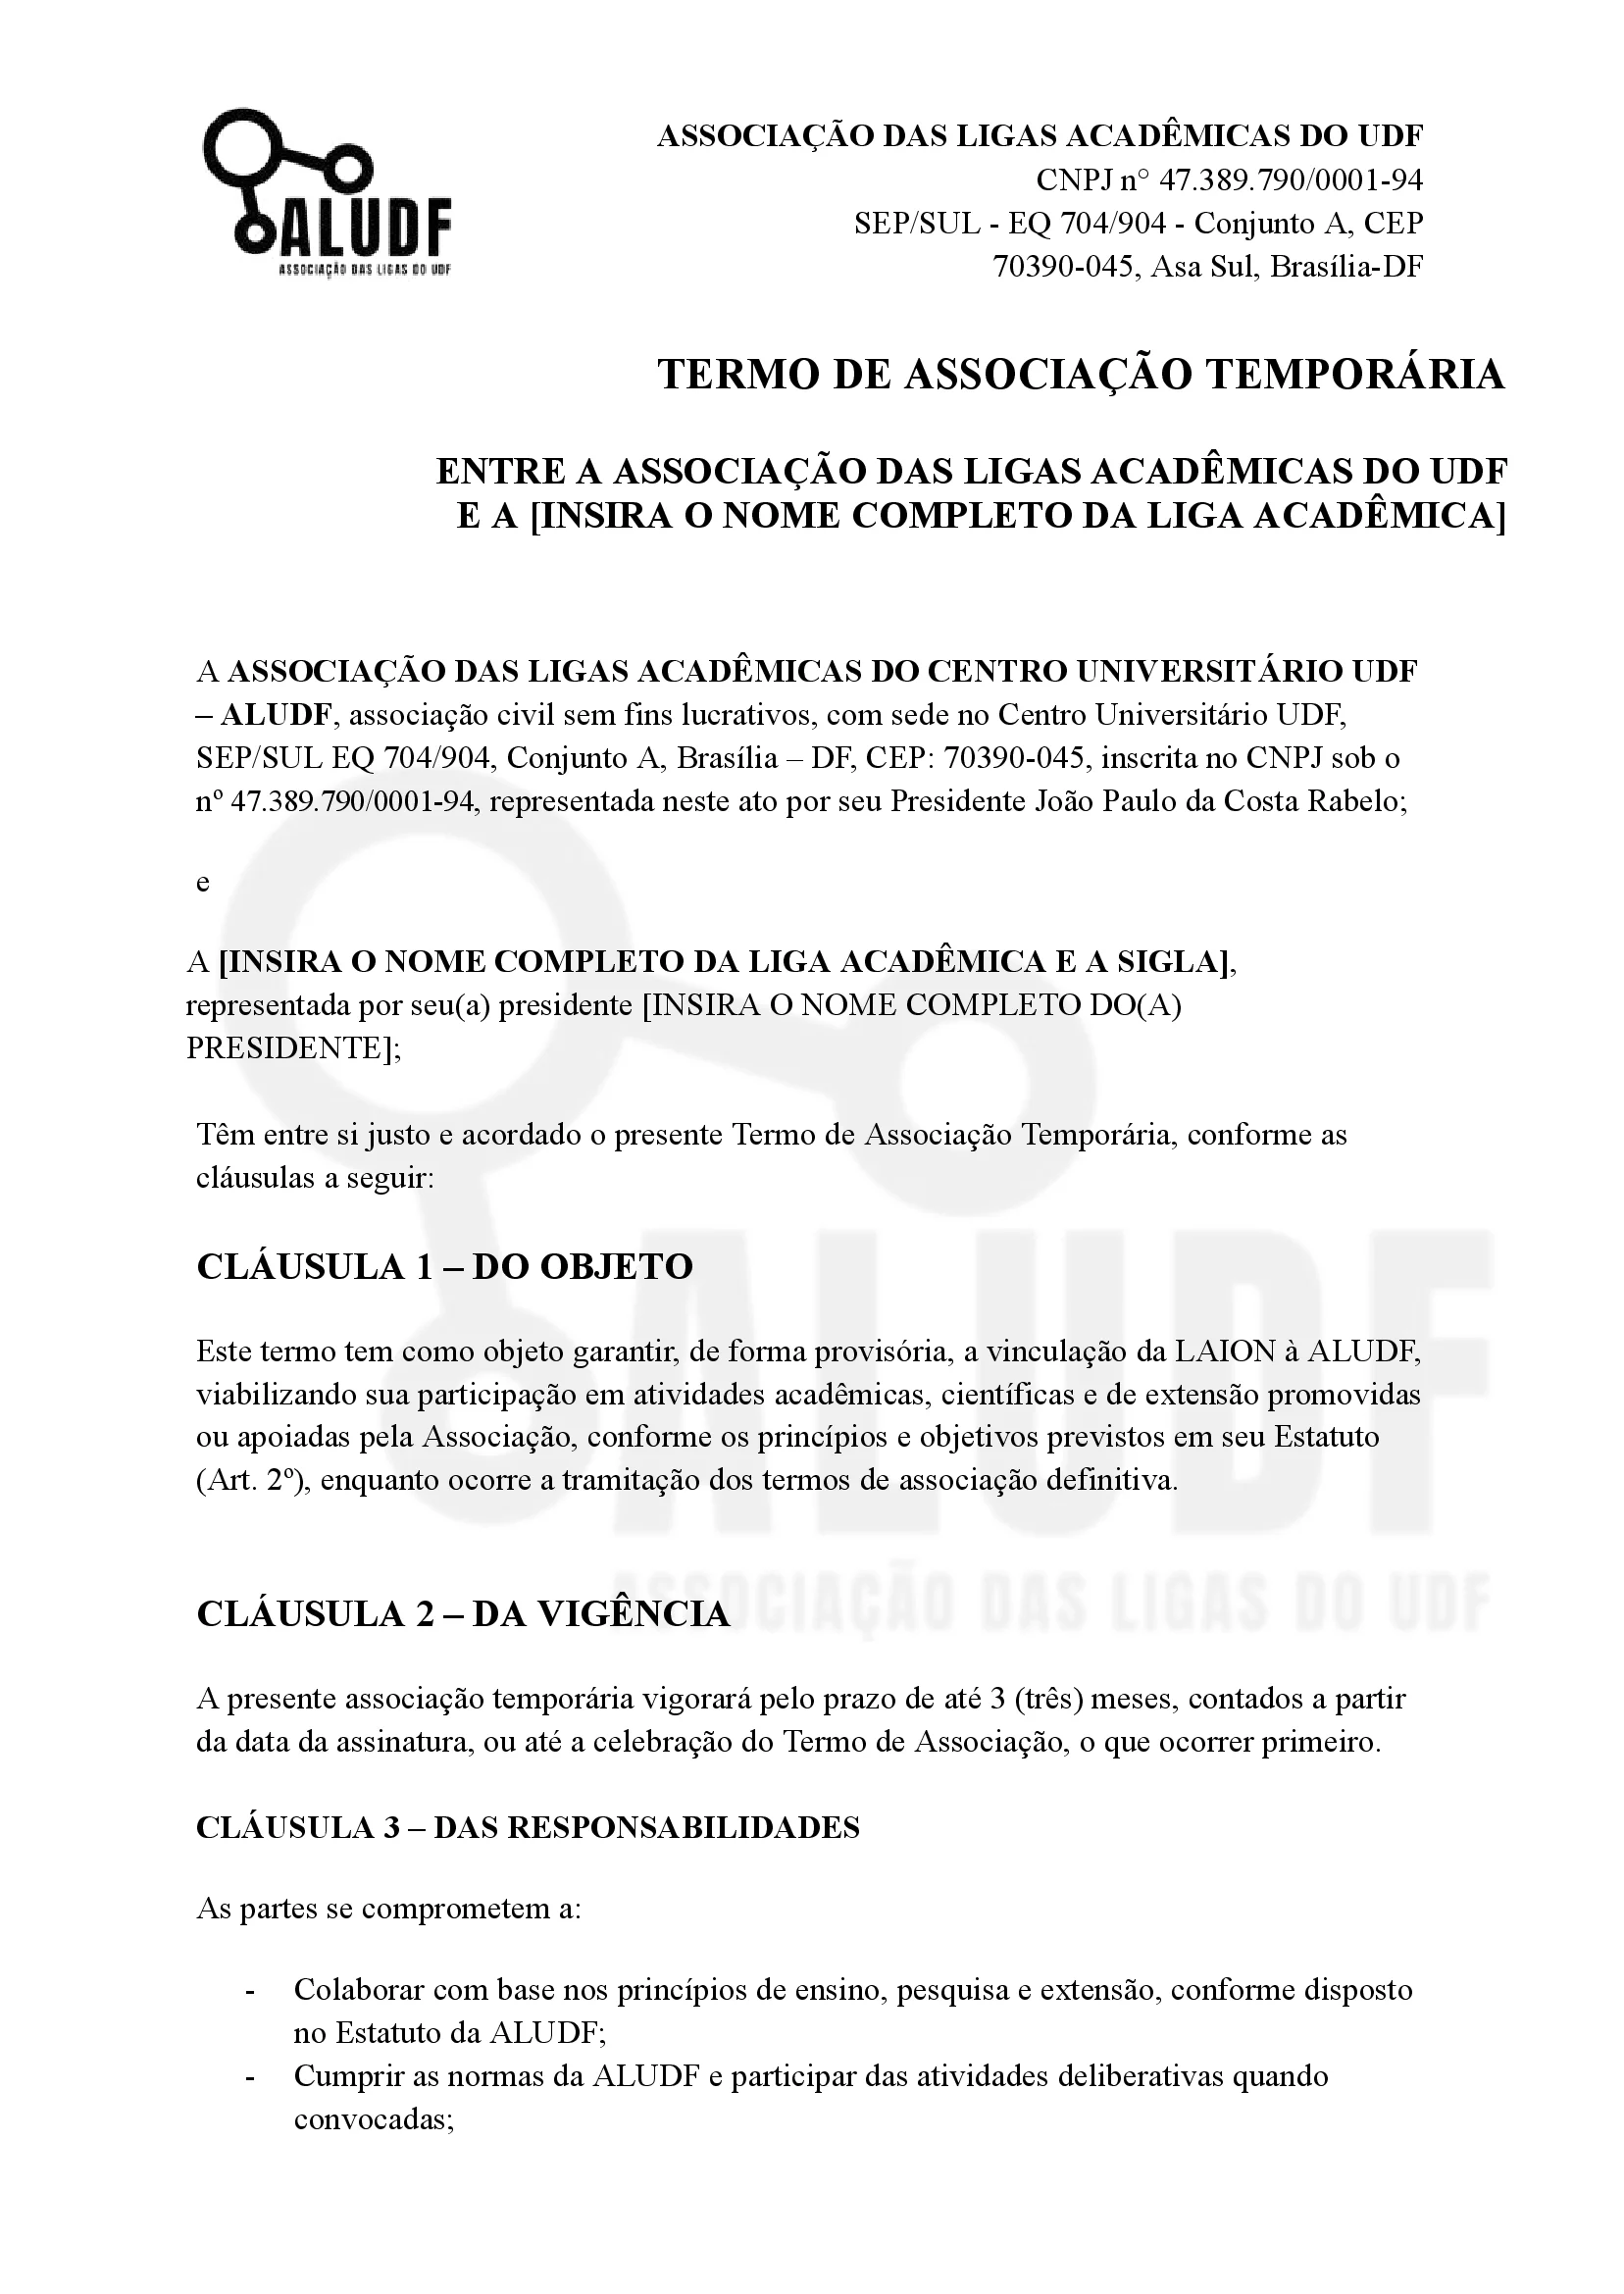 ALUDF
ASSOCIAÇÃO DAS LIGAS DO UDF
ASSOCIAÇÃO DAS LIGAS ACADÊMICAS DO UDF
CNPJ n° 47.389.790/0001-94
SEP/SUL - EQ 704/904 - Conjunto A, CEP
70390-045, Asa Sul, Brasília-DF
TERMO DE ASSOCIAÇÃO TEMPORÁRIA
ENTRE A ASSOCIAÇÃO DAS LIGAS ACADÊMICAS DO UDF
E A [INSIRA O NOME COMPLETO DA LIGA ACADÊMICA]
A ASSOCIAÇÃO DAS LIGAS ACADÊMICAS DO CENTRO UNIVERSITÁRIO UDF
– ALUDF, associação civil sem fins lucrativos, com sede no Centro Universitário UDF,
SEP/SUL EQ 704/904, Conjunto A, Brasília – DF, CEP: 70390-045, inscrita no CNPJ sob o
nº 47.389.790/0001-94, representada neste ato por seu Presidente João Paulo da Costa Rabelo;
e
A [INSIRA O NOME COMPLETO DA LIGA ACADÊMICA E A SIGLA],
representada por seu(a) presidente [INSIRA O NOME COMPLETO DO(A)
PRESIDENTE];
Têm entre si justo e acordado o presente Termo de Associação Temporária, conforme as
cláusulas a seguir:
CLÁUSULA 1 – DO OBJETO
Este termo tem como objeto garantir, de forma provisória, a vinculação da LAION à ALUDF,
viabilizando sua participação em atividades acadêmicas, científicas e de extensão promovidas
ou apoiadas pela Associação, conforme os princípios e objetivos previstos em seu Estatuto
(Art. 2º), enquanto ocorre a tramitação dos termos de associação definitiva.
ALUDF
ASSOCIAÇÃO DAS LIGAS DO UDF
CLÁUSULA 2 – DA VIGÊNCIA
A presente associação temporária vigorará pelo prazo de até 3 (três) meses, contados a partir
da data da assinatura, ou até a celebração do Termo de Associação, o que ocorrer primeiro.
CLÁUSULA 3 – DAS RESPONSABILIDADES
As partes se comprometem a:
- Colaborar com base nos princípios de ensino, pesquisa e extensão, conforme disposto
no Estatuto da ALUDF;
- Cumprir as normas da ALUDF e participar das atividades deliberativas quando
convocadas;